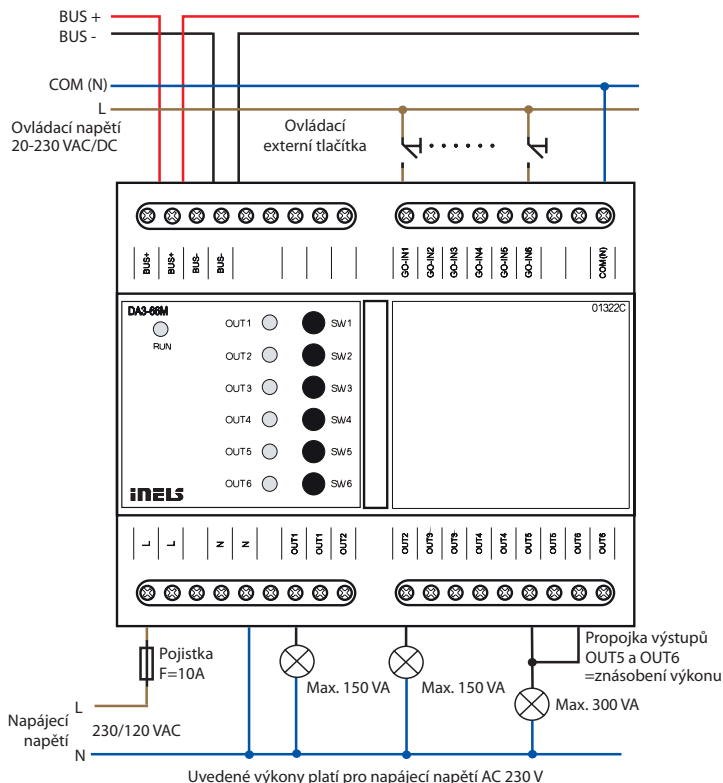 BUS +
BUS -
COM (N)
L
Ovládací napětí
20-230 VAC/DC
Ovládací
externí tlačítka
BUS+ BUS+ BUS- BUS- GO-IN1 GO-IN2 GO-IN3 GO-IN4 GO-IN5 GO-IN6 COM(N)
DA3-66M
01322C
RUN
OUT1 SW1
OUT2 SW2
OUT3 SW3
OUT4 SW4
OUT5 SW5
OUT6 SW6
iNELS
L L N N OUT1 OUT1 OUT2 OUT2 OUT3 OUT3 OUT4 OUT4 OUT5 OUT5 OUT6 OUT6
Pojistka
F=10A
Propojka výstupů
OUT5 a OUT6
=znásobení výkonu
Max. 150 VA
Max. 150 VA
Max. 300 VA
L
Napájecí
napětí
230/120 VAC
N
Uvedené výkony platí pro napájecí napětí AC 230 V